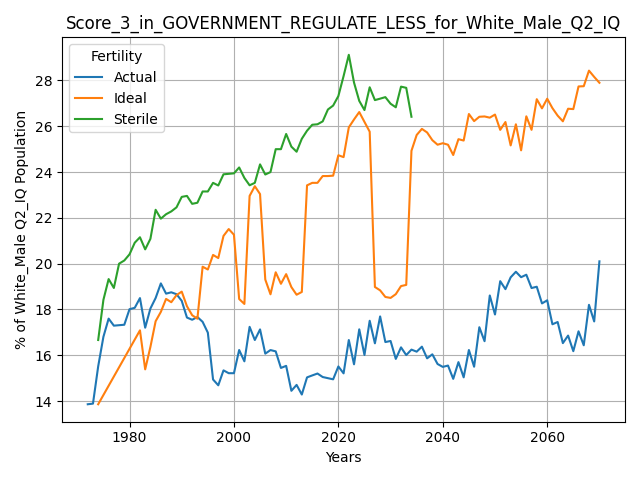 Score_3_in_GOVERNMENT_REGULATE_LESS_for_White_Male_Q2_IQ
Fertility
Actual
Ideal
Sterile
% of White_Male Q2_IQ Population
28
26
24
22
20
18
16
14
1980
2000
2020
2040
2060
Years